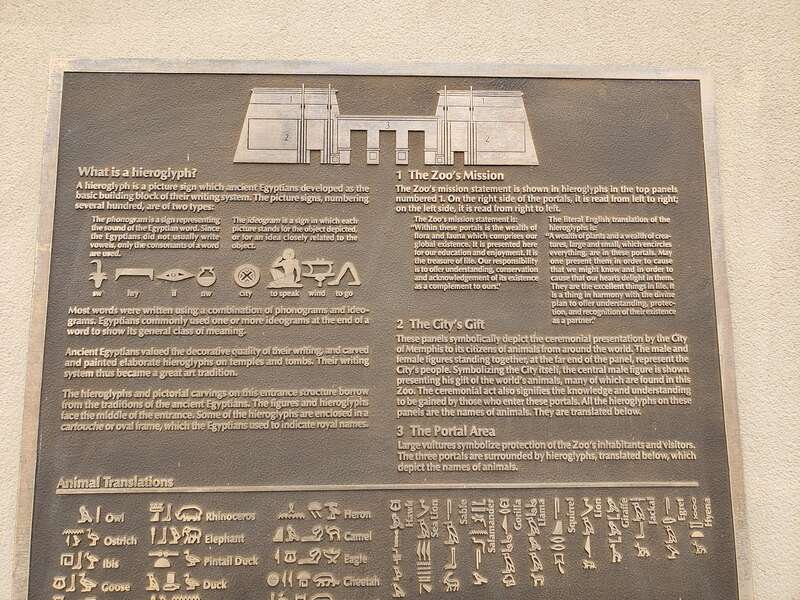 1
1
2
3
2
What is a hieroglyph?
A hieroglyph is a picture sign which ancient Egyptians developed as the
basic building block of their writing system. The picture signs, numbering
several hundred, are of two types:
The phonogram is a sign representing
the sound of the Egyptian word. Since
the Egyptians did not usually write
vowels, only the consonants of a word
are used.
The ideogram is a sign in which each
picture stands for the object depicted,
or for an idea closely related to the
object.
sw
ir
nw
city
to speak
wind
to go
Most words were written using a combination of phonograms and ideo-
grams. Egyptians commonly used one or more ideograms at the end of a
word to show its general class of meaning.
Ancient Egyptians valued the decorative quality of their writing, and carved
and painted elaborate hieroglyphs on temples and tombs. Their writing
system thus became a great art tradition.
The hieroglyphs and pictorial carvings on this entrance structure borrow
from the traditions of the ancient Egyptians. The figures and hieroglyphs
face the middle of the entrance. Some of the hieroglyphs are enclosed in a
cartouche or oval frame, which the Egyptians used to indicate royal names.
1 The Zoo's Mission
The Zoo's mission statement is shown in hieroglyphs in the top panels
numbered 1. On the right side of the portals, it is read from left to right;
on the left side, it is read from right to left.
The Zoo's mission statement is:
"Within these portals is the wealth of
flora and fauna which comprises our
global existence. It is presented here
for our education and enjoyment. It is
the treasure of life. Our responsibility
is to offer understanding, conservation
and acknowledgement of its existence
as a complement to ours."
The literal English translation of the
hieroglyphs is:
"A wealth of plants and a wealth of crea-
tures, large and small, which encircles
everything, are in these portals. May
one present them in order to cause
that we might know and in order to
cause that our hearts delight in them.
They are the excellent things in life. It
is a thing in harmony with the divine
plan to offer understanding, protec-
tion, and recognition of their existence
as a partner."
2 The City's Gift
These panels symbolically depict the ceremonial presentation by the City
of Memphis to its citizens of animals from around the world. The male and
female figures standing together, at the far end of the panel, represent the
City's people. Symbolizing the City itself, the central male figure is shown
presenting his gift of the world's animals, many of which are found in this
Zoo. The ceremonial act also signifies the knowledge and understanding
to be gained by those who enter these portals. All the hieroglyphs on these
panels are the names of animals. They are translated below.
3 The Portal Area
Large vultures symbolize protection of the Zoo's inhabitants and visitors.
The three portals are surrounded by hieroglyphs, translated below, which
depict the names of animals.
Animal Translations
Owl
Ostrich
Ibis
Goose
Rhinoceros
Elephant
Pintail Duck
Duck
Heron
Camel
Eagle
Cheetah
Hawk
Sea Lion
Sable
Salamander
Gorilla
Llama
Squirrel
Lion
Giraffe
Jackal
Egret
Hyena